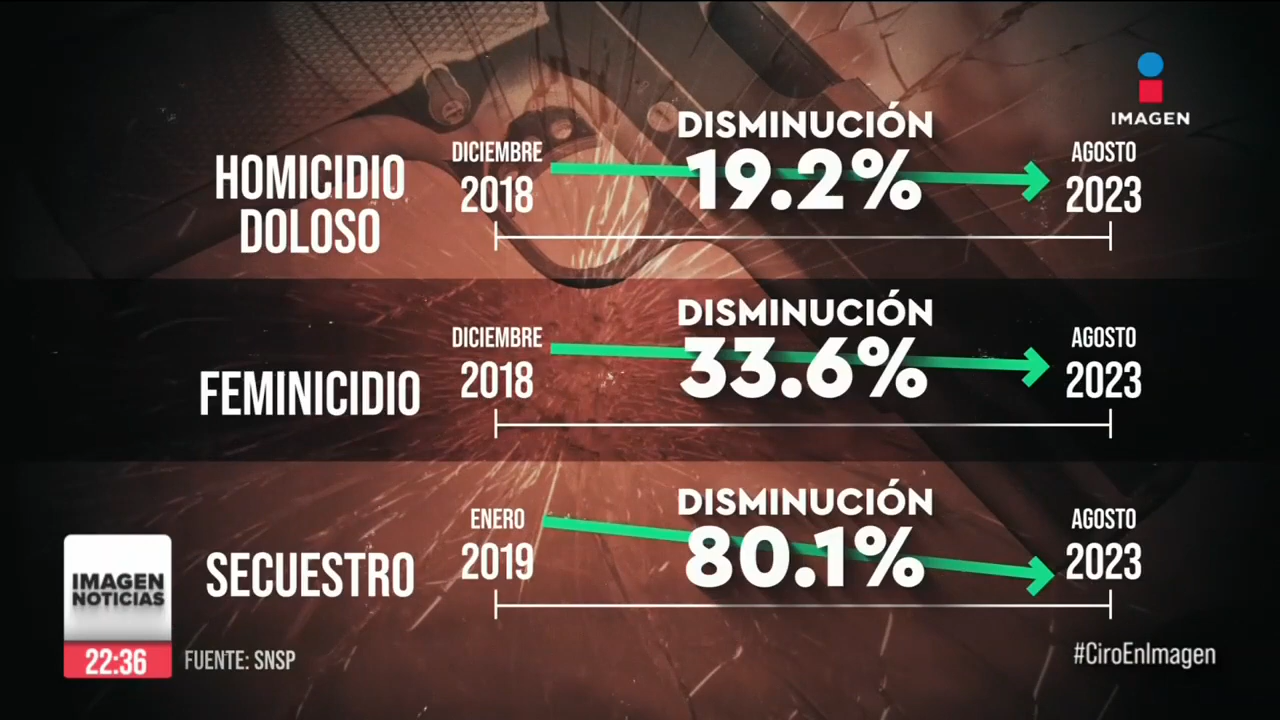 IMAGEN
HOMICIDIO
DOLOSO
DICIEMBRE
2018
DISMINUCIÓN
19.2%
AGOSTO
2023
FEMINICIDIO
DICIEMBRE
2018
DISMINUCIÓN
33.6%
AGOSTO
2023
SECUESTRO
ENERO
2019
DISMINUCIÓN
80.1%
AGOSTO
2023
IMAGEN
NOTICIAS
22:36
FUENTE: SNSP
#CiroEnImagen